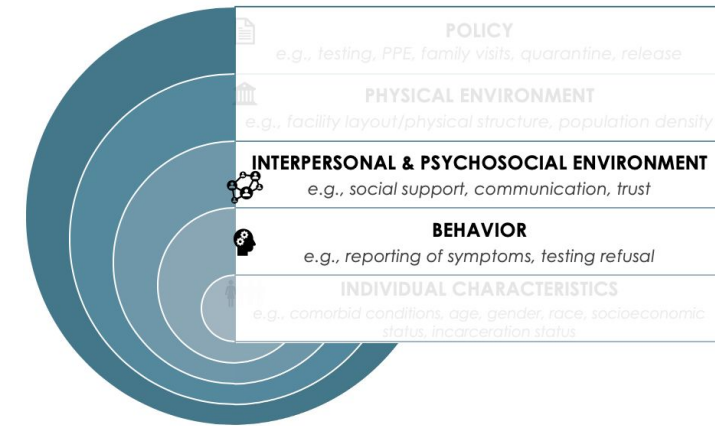 POLICY
e.g., testing, PPE, family visits, quarantine, release
PHYSICAL ENVIRONMENT
e.g., facility layout/physical structure, population density
INTERPERSONAL & PSYCHOSOCIAL ENVIRONMENT
e.g., social support, communication, trust
BEHAVIOR
e.g., reporting of symptoms, testing refusal
INDIVIDUAL CHARACTERISTICS
e.g., comorbid conditions, age, gender, race, socioeconomic
status, incarceration status